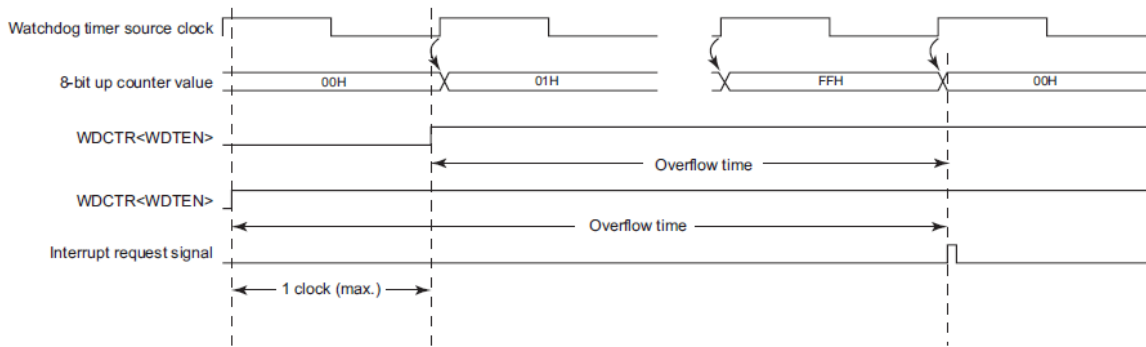 Watchdog timer source clock
8-bit up counter value
00H
01H
FFH
00H
WDCTR<WDTEN>
Overflow time
WDCTR<WDTEN>
Overflow time
Interrupt request signal
1 clock (max.)